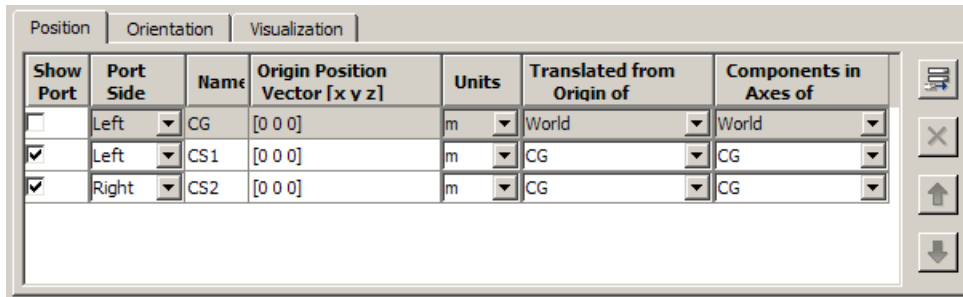 Position Orientation Visualization
Show Port Port Side Name Origin Position Vector [x y z] Units Translated from Origin of Components in Axes of
Left CG [0 0 0] m World World
Left CS1 [0 0 0] m CG CG
Right CS2 [0 0 0] m CG CG